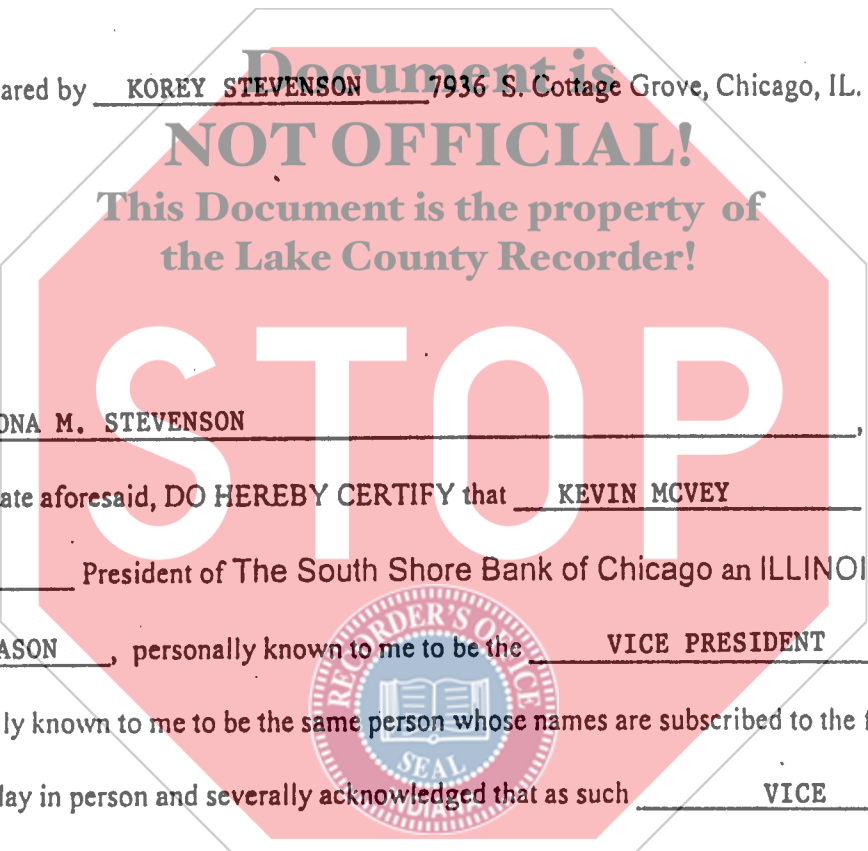 Document is
ared by KOREY STEVENSON 7936 S. Cottage Grove, Chicago, IL.
NOT OFFICIAL!
This Document is the property of
the Lake County Recorder!
STOP
ONA M. STEVENSON ,
ate aforesaid, DO HEREBY CERTIFY that KEVIN MCVEY
President of The South Shore Bank of Chicago an ILLINOI
RECORDER'S OFFICE
ASON , personally known to me to be the VICE PRESIDENT
ly known to me to be the same person whose names are subscribed to the f
SEAL
lay in person and severally acknowledged that as such VICE
INDIANA